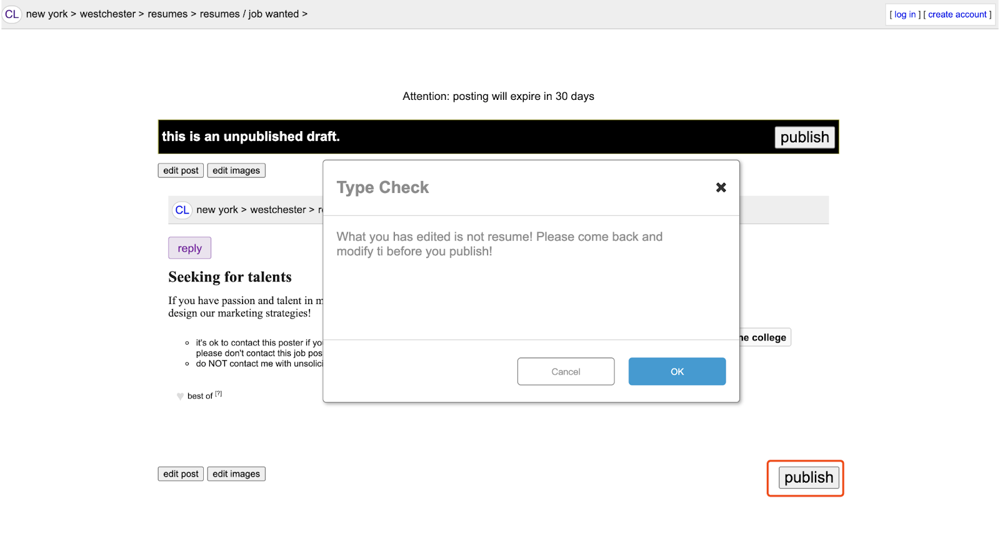 CL new york > westchester > resumes > resumes / job wanted >
[ log in ] [ create account ]
Attention: posting will expire in 30 days
this is an unpublished draft.
publish
edit post
edit images
Type Check
✖
CL new york > westchester >
What you has edited is not resume! Please come back and
modify ti before you publish!
reply
Seeking for talents
If you have passion and talent in
design our marketing strategies!
it's ok to contact this poster if
please don't contact this job
do NOT contact me with
college
Cancel
OK
♥ best of [?]
edit post
edit images
publish